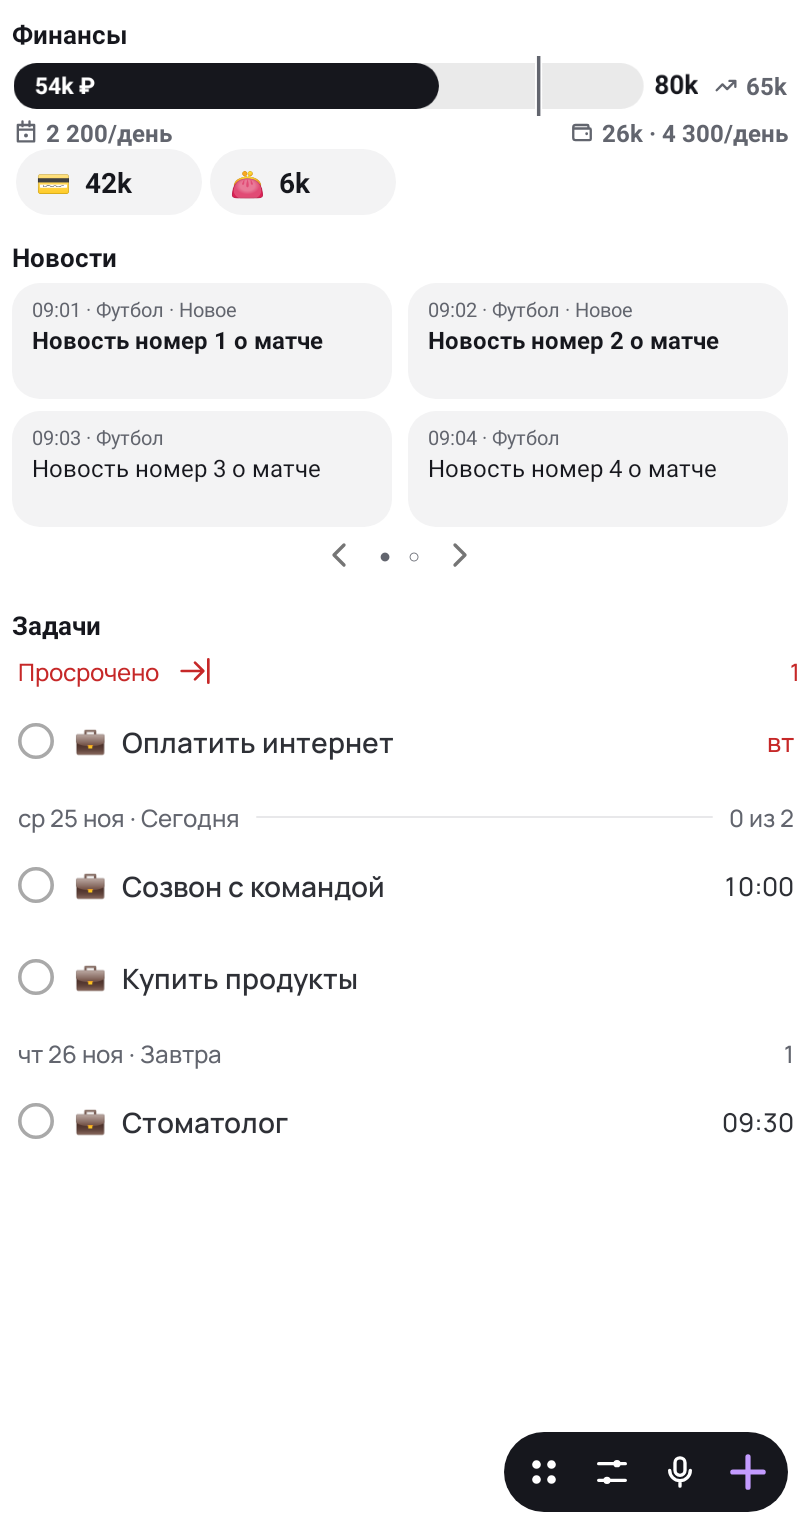 Финансы
54k ₽ 80k 65k
2 200/день 26k · 4 300/день
42k 6k
Новости
09:01 · Футбол · Новое
Новость номер 1 о матче
09:02 · Футбол · Новое
Новость номер 2 о матче
09:03 · Футбол
Новость номер 3 о матче
09:04 · Футбол
Новость номер 4 о матче
Задачи
Просрочено 1
Оплатить интернет вт
ср 25 ноя · Сегодня 0 из 2
Созвон с командой 10:00
Купить продукты
чт 26 ноя · Завтра 1
Стоматолог 09:30